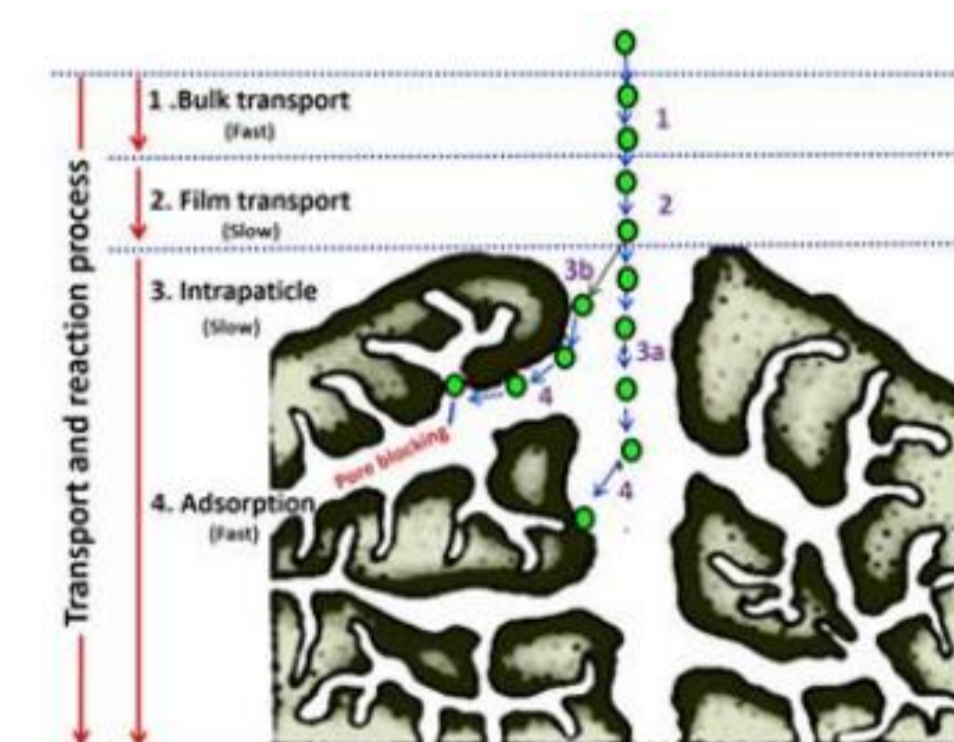 Transport and reaction process
1 .Bulk transport
(Fast)
1
2. Film transport
(Slow)
2
3. Intrapaticle
(Slow)
3b
3a
4
Pore blocking
4
4. Adsorption
(Fast)